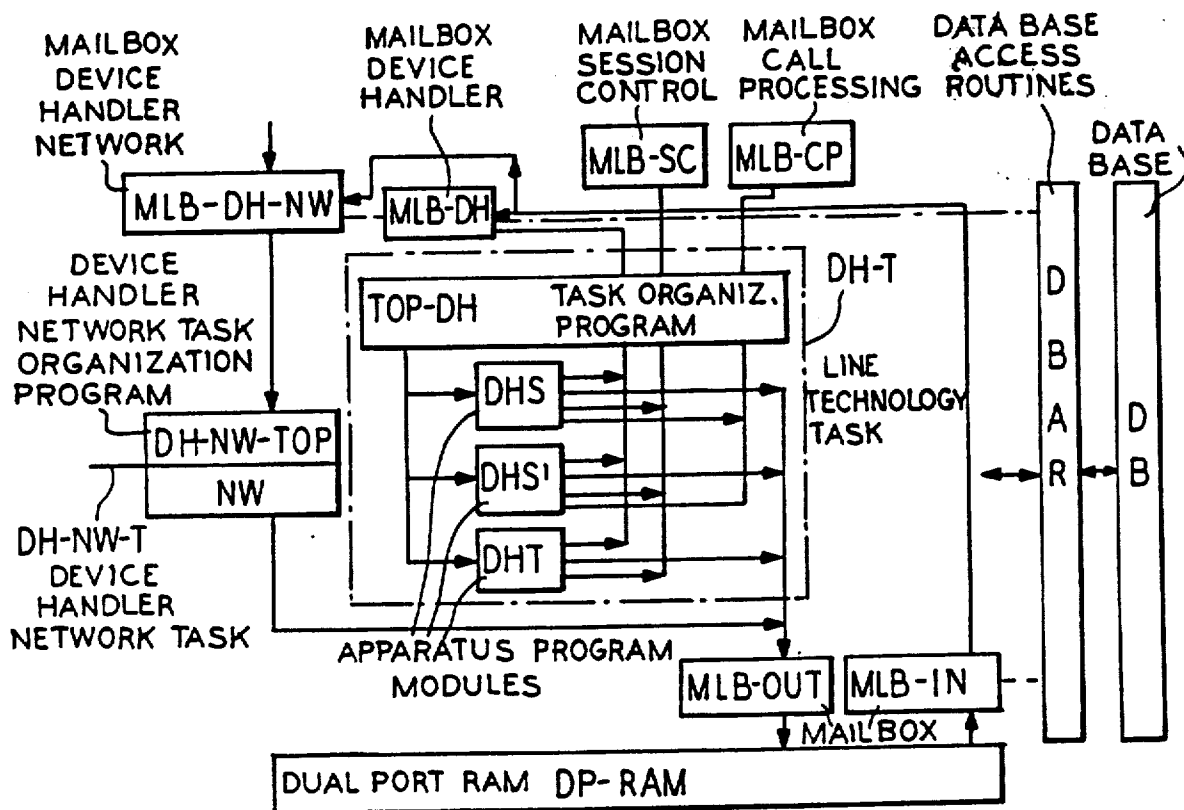 MAILBOX
DEVICE
HANDLER
NETWORK
MAILBOX
DEVICE
HANDLER
MAILBOX
SESSION
CONTROL
MAILBOX
CALL
PROCESSING
DATA BASE
ACCESS
ROUTINES
DATA
BASE
MLB-DH-NW
MLB-DH
MLB-SC
MLB-CP
DEVICE
HANDLER
NETWORK TASK
ORGANIZATION
PROGRAM
TOP-DH
TASK ORGANIZ.
PROGRAM
DH-T
LINE
TECHNOLOGY
TASK
DHS
DHS'
DHT
DH-NW-TOP
NW
DH-NW-T
DEVICE
HANDLER
NETWORK TASK
APPARATUS PROGRAM
MODULES
D
B
A
R
D
B
MLB-OUT
MLB-IN
MAILBOX
DUAL PORT RAM DP-RAM